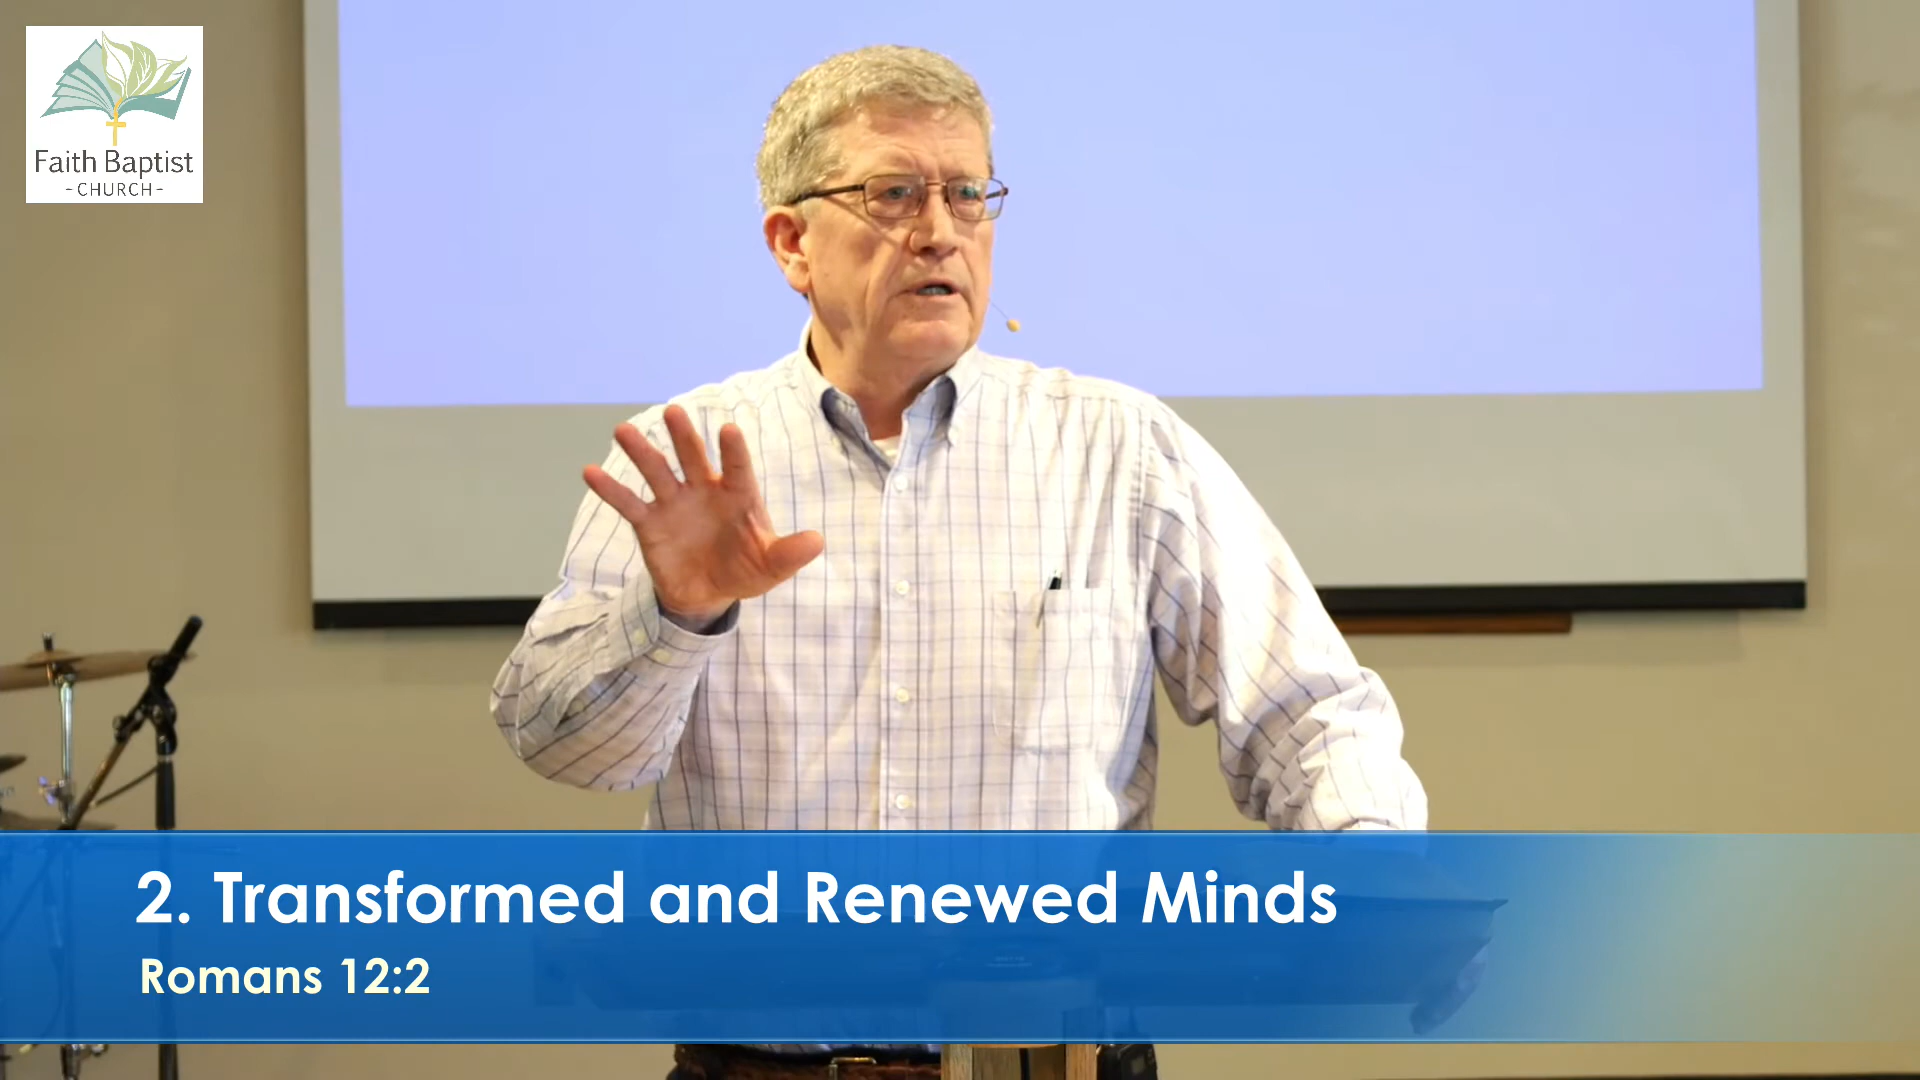 Faith Baptist
-CHURCH-
2. Transformed and Renewed Minds
Romans 12:2